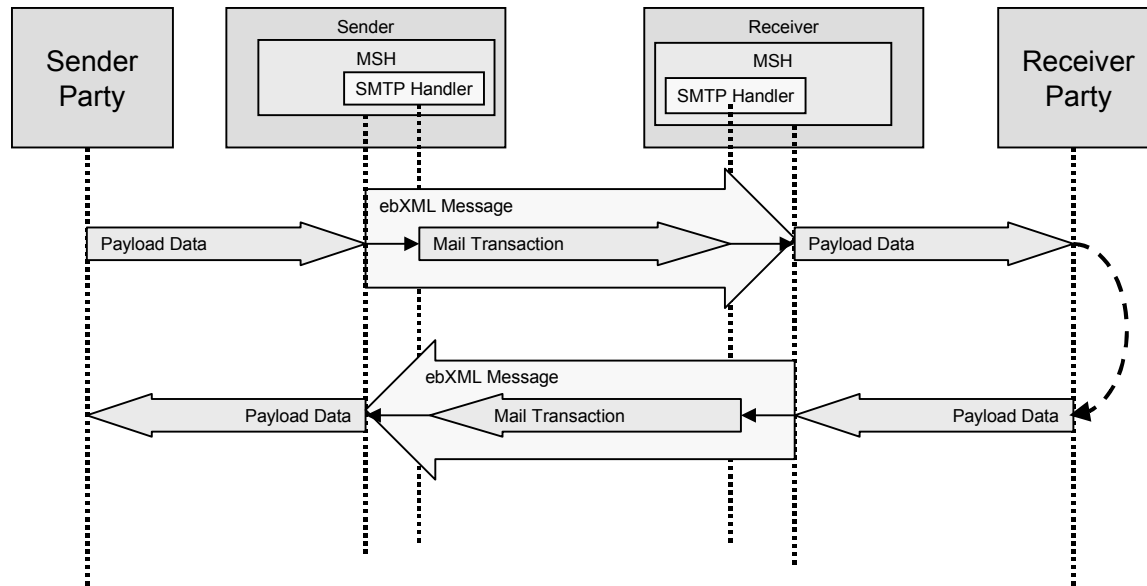 Sender
Party
Sender
MSH
SMTP Handler
Receiver
MSH
SMTP Handler
Receiver
Party
ebXML Message
Payload Data
Mail Transaction
Payload Data
ebXML Message
Payload Data
Mail Transaction
Payload Data